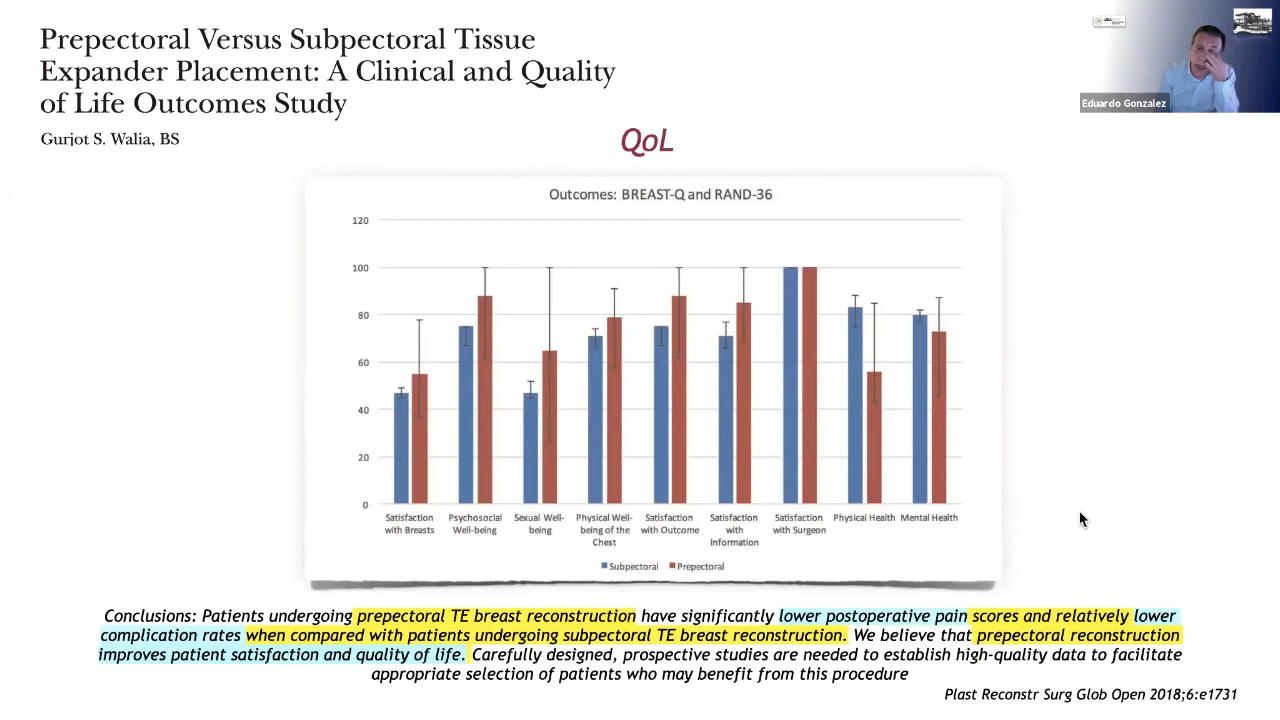 Prepectoral Versus Subpectoral Tissue
Expander Placement: A Clinical and Quality
of Life Outcomes Study
Gurjot S. Walia, BS
Eduardo Gonzalez
QoL
Outcomes: BREAST-Q and RAND-36
120
100
80
60
40
20
0
Satisfaction with Breasts
Psychosocial Well-being
Sexual Well-being
Physical Well-being of the Chest
Satisfaction with Outcome
Satisfaction with Information
Satisfaction with Surgeon
Physical Health
Mental Health
Subpectoral
Prepectoral
Conclusions: Patients undergoing prepectoral TE breast reconstruction have significantly lower postoperative pain scores and relatively lower
complication rates when compared with patients undergoing subpectoral TE breast reconstruction. We believe that prepectoral reconstruction
improves patient satisfaction and quality of life. Carefully designed, prospective studies are needed to establish high-quality data to facilitate
appropriate selection of patients who may benefit from this procedure
Plast Reconstr Surg Glob Open 2018;6:e1731